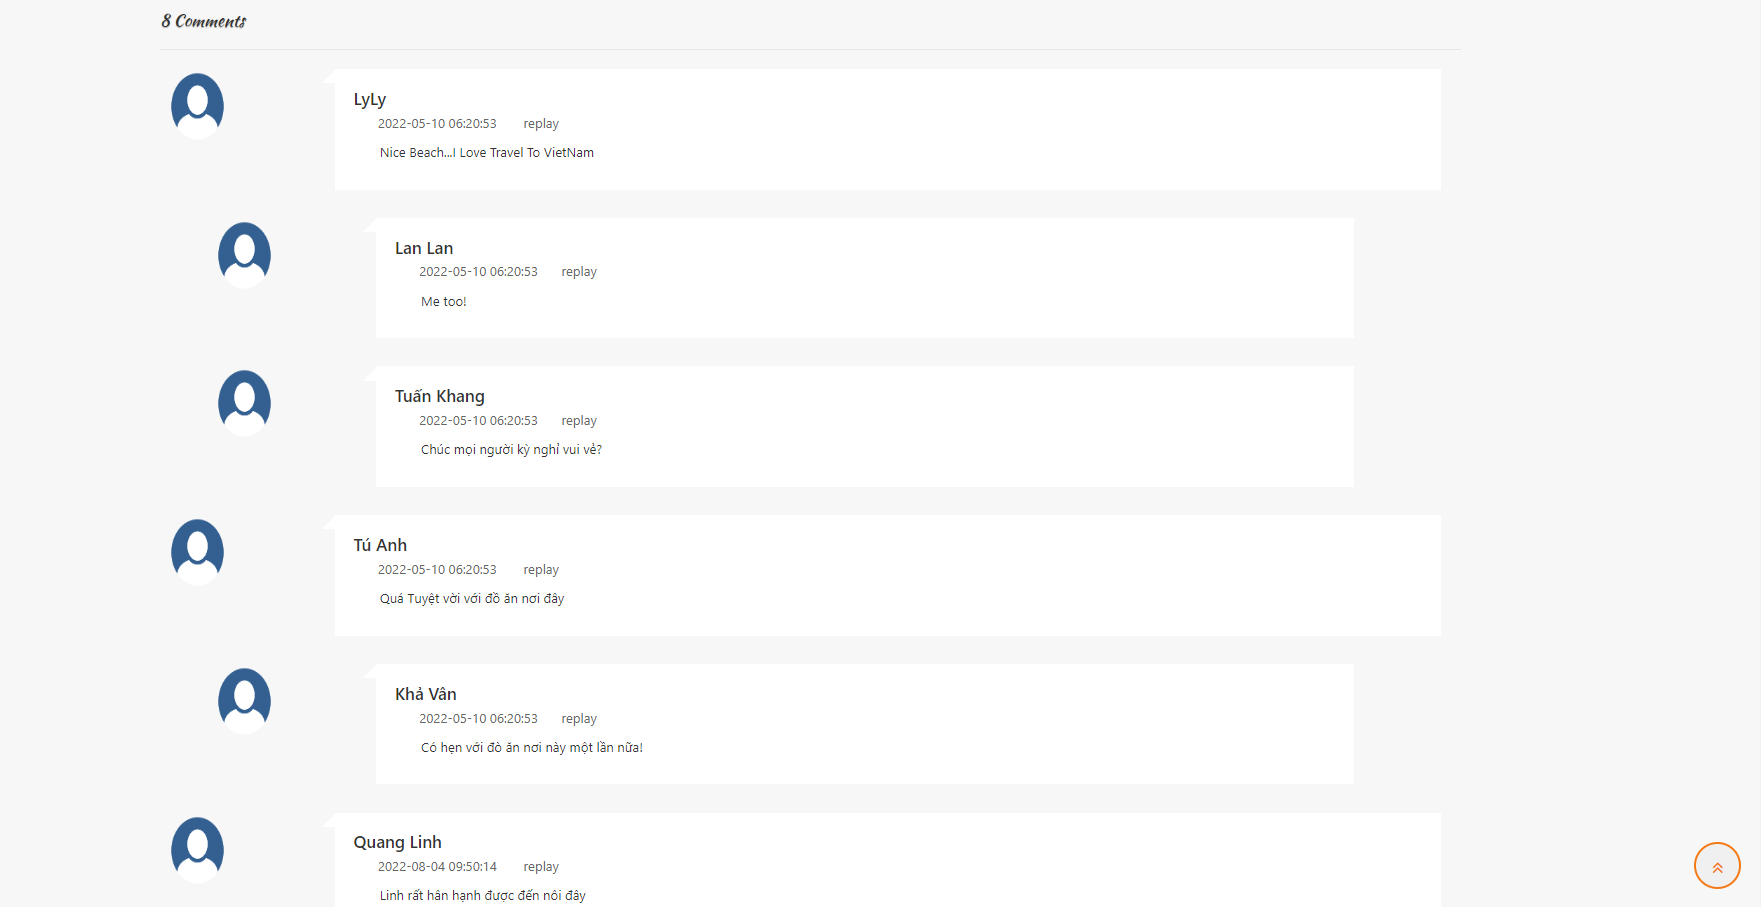 8 Comments
LyLy
2022-05-10 06:20:53 replay
Nice Beach...I Love Travel To VietNam
Lan Lan
2022-05-10 06:20:53 replay
Me too!
Tuấn Khang
2022-05-10 06:20:53 replay
Chúc mọi người kỳ nghỉ vui vẻ?
Tú Anh
2022-05-10 06:20:53 replay
Quá Tuyệt vời với đồ ăn nơi đây
Khả Vân
2022-05-10 06:20:53 replay
Có hẹn với đò ăn nơi này một lần nữa!
Quang Linh
2022-08-04 09:50:14 replay
Linh rất hân hạnh được đến nôi đây